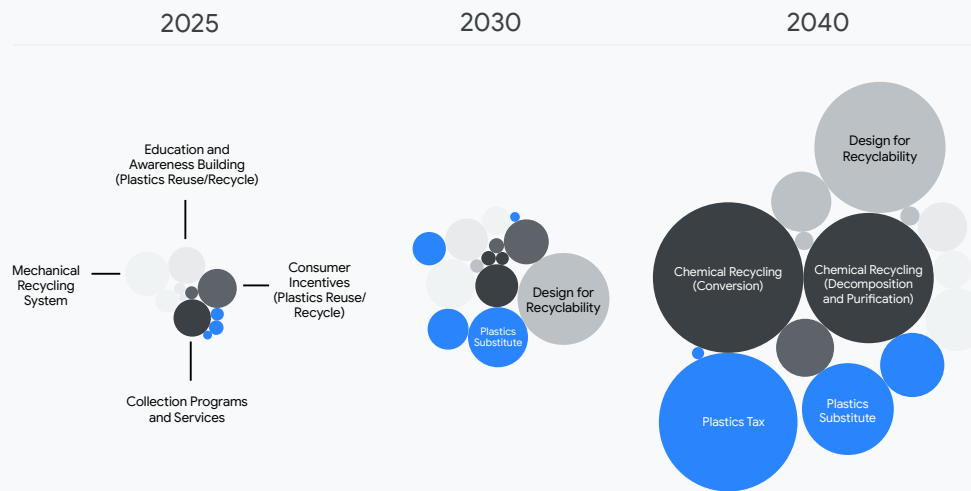 2025
2030
2040
Education and
Awareness Building
(Plastics Reuse/Recycle)
Mechanical
Recycling
System
Consumer
Incentives
(Plastics Reuse/
Recycle)
Collection Programs
and Services
Design for
Recyclability
Plastics
Substitute
Design for
Recyclability
Chemical Recycling
(Conversion)
Chemical Recycling
(Decomposition
and Purification)
Plastics Tax
Plastics
Substitute